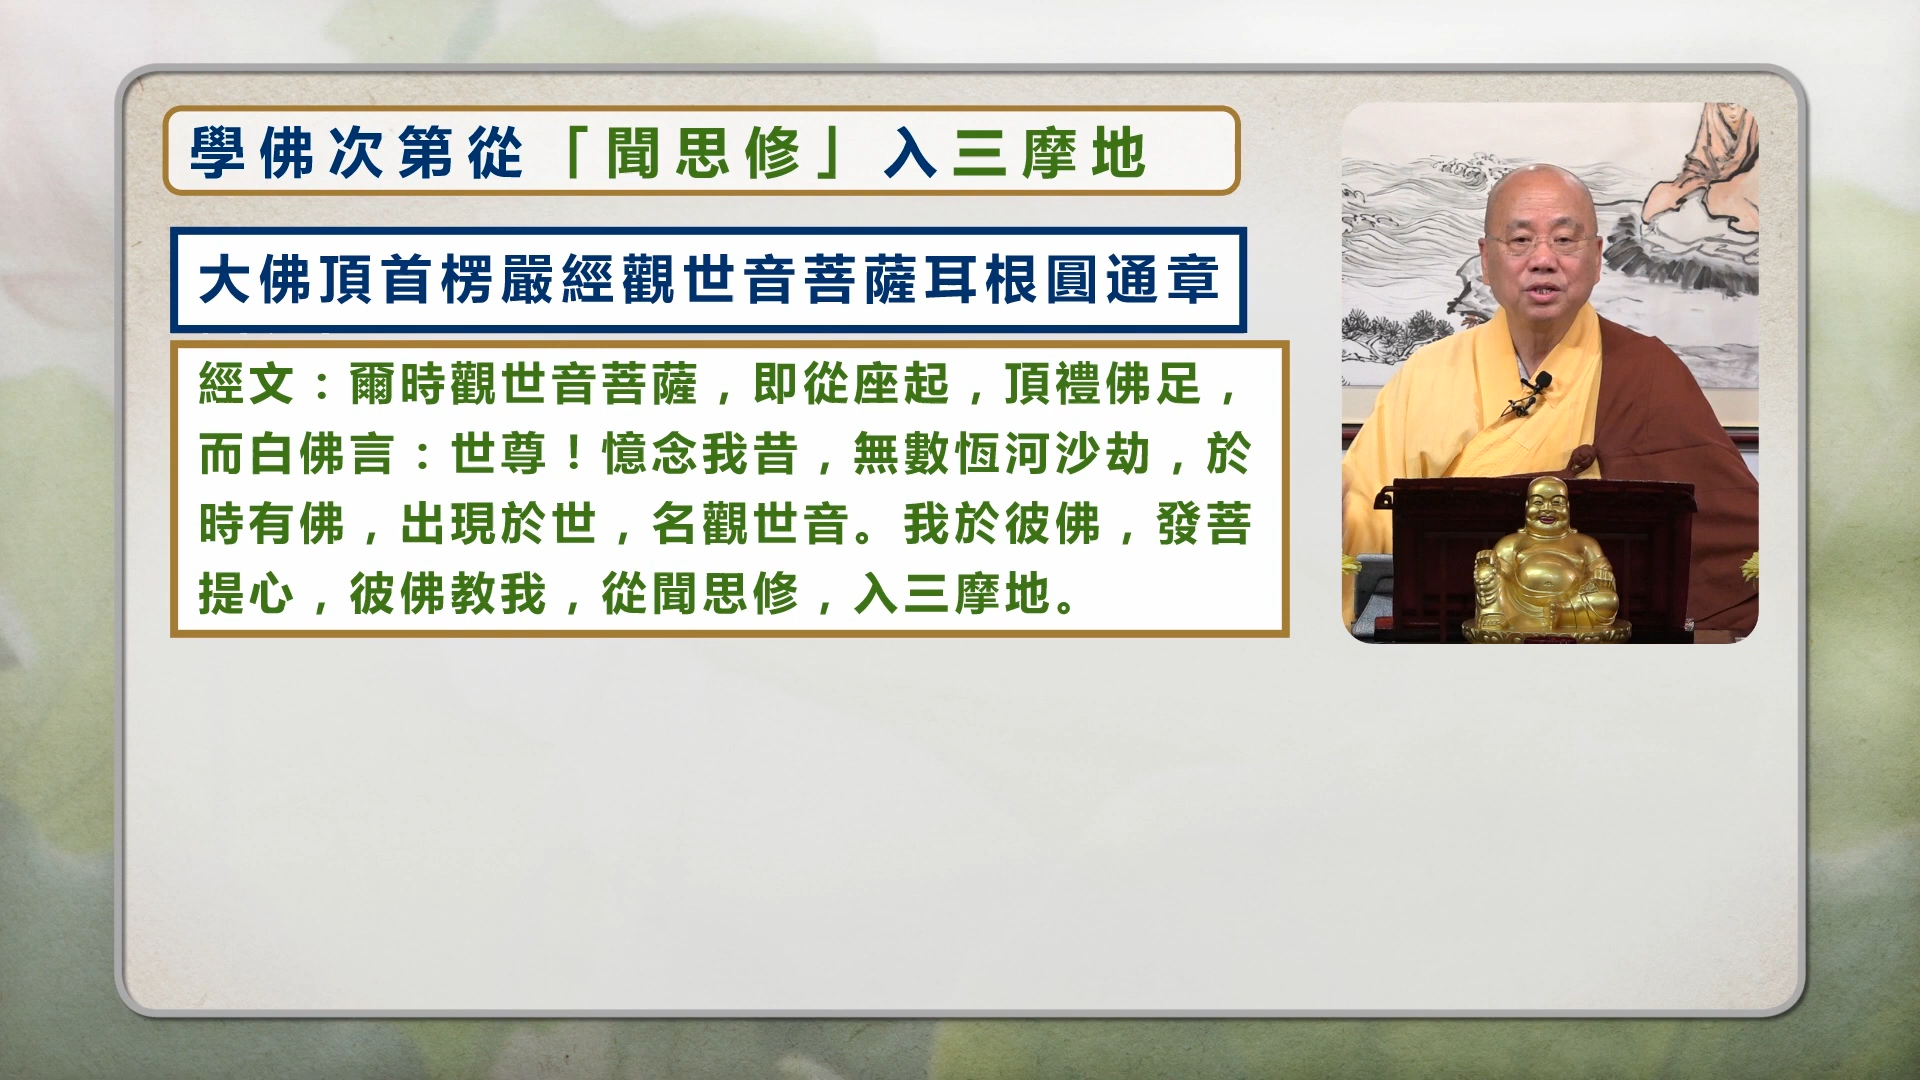 學佛次第從「聞思修」入三摩地
大佛頂首楞嚴經觀世音菩薩耳根圓通章
經文：爾時觀世音菩薩，即從座起，頂禮佛足，
而白佛言：世尊！憶念我昔，無數恆河沙劫，於
時有佛，出現於世，名觀世音。我於彼佛，發菩
提心，彼佛教我，從聞思修，入三摩地。